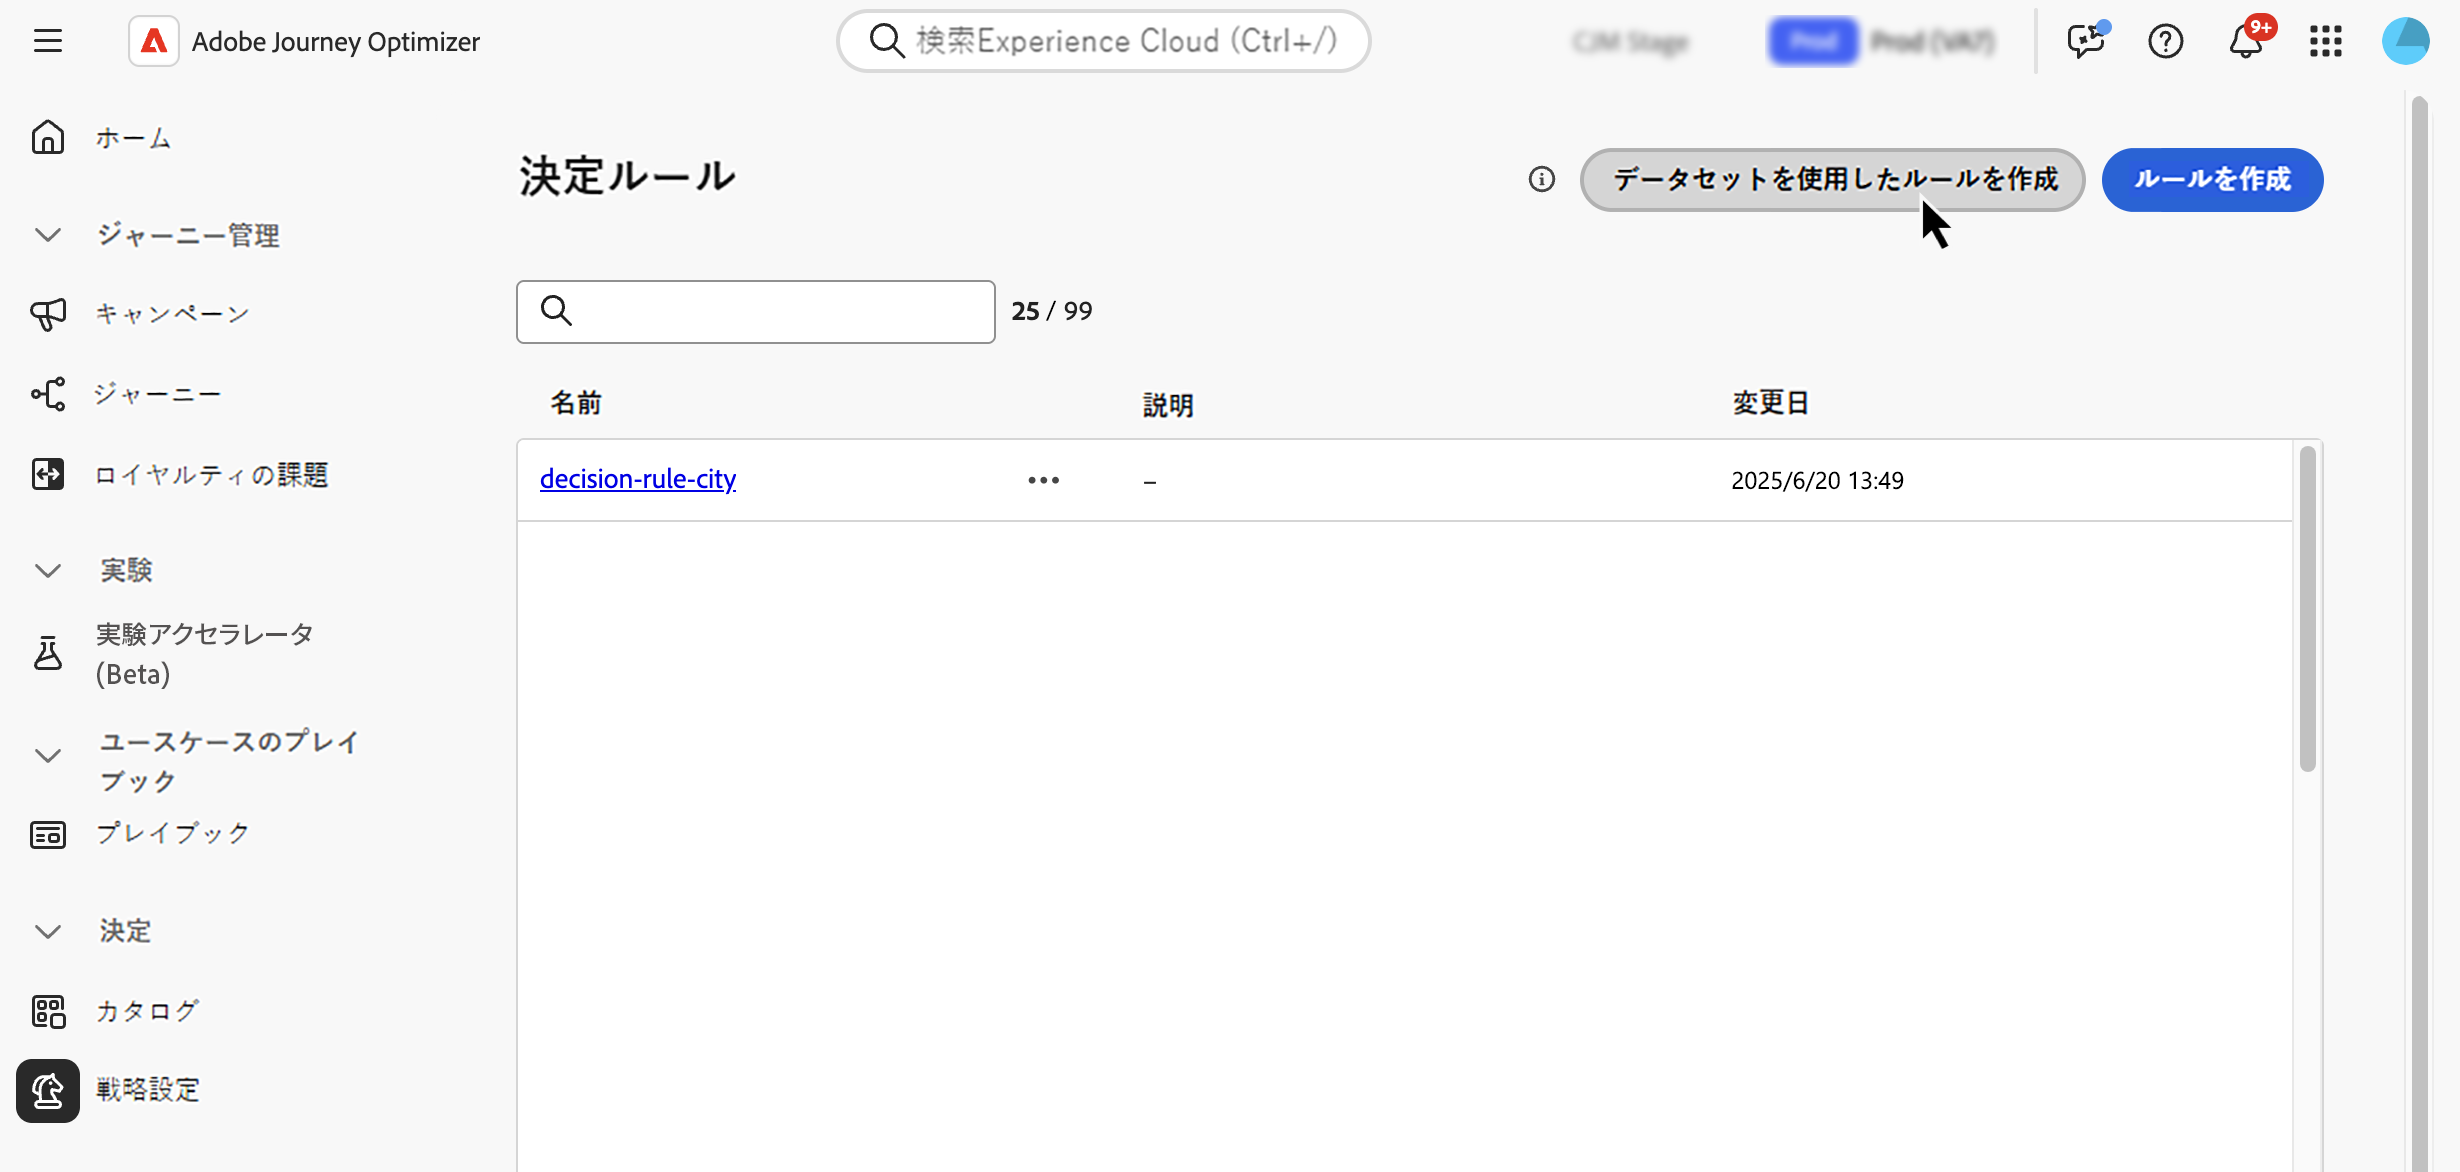 Adobe Journey Optimizer
検索Experience Cloud (Ctrl+/)
CJM Stage
Prod
Prod (VA7)
9+
ホーム
ジャーニー管理
キャンペーン
ジャーニー
ロイヤルティの課題
実験
実験アクセラレータ
(Beta)
ユースケースのプレイ
ブック
プレイブック
決定
カタログ
戦略設定
決定ルール
データセットを使用したルールを作成
ルールを作成
25 / 99
名前
説明
変更日
decision-rule-city
–
2025/6/20 13:49